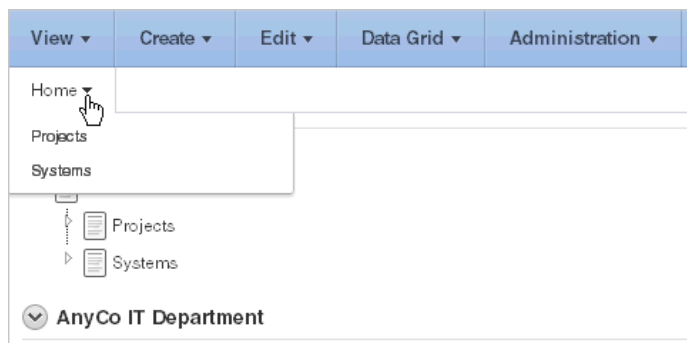 View Create Edit Data Grid Administration
Home
Projects
Systems
Projects
Systems
AnyCo IT Department